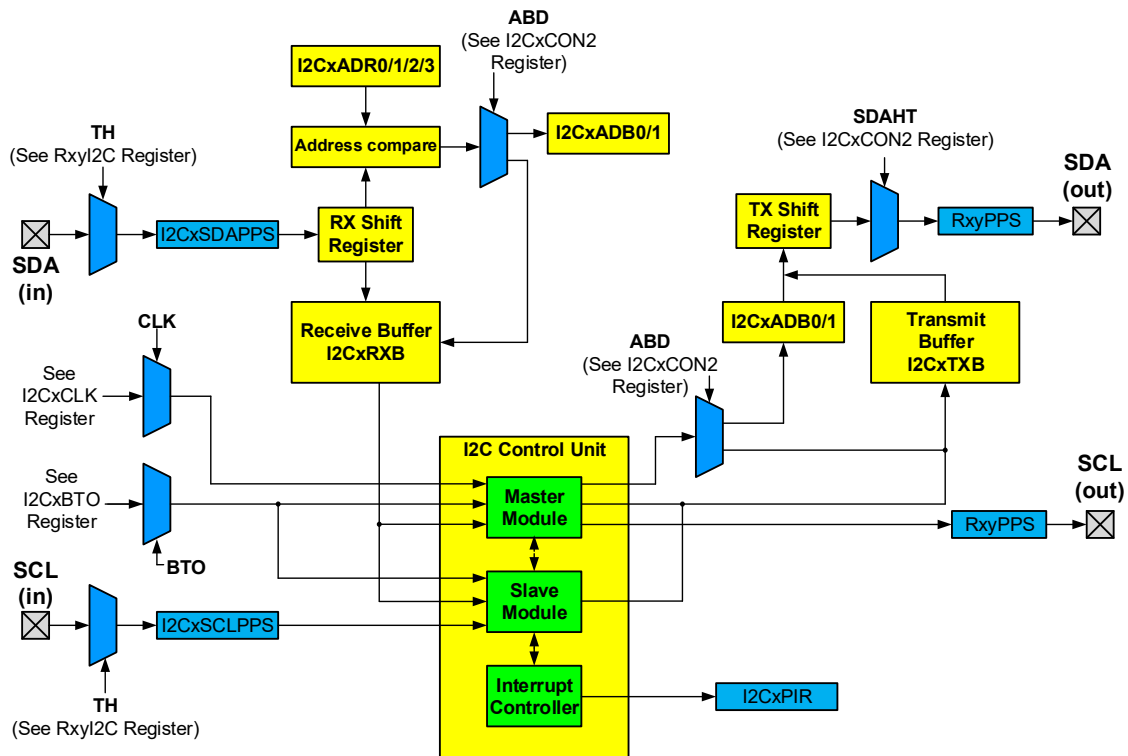 ABD
(See I2CxCON2
Register)
I2CxADR0/1/2/3
TH
(See RxyI2C Register)
Address compare
I2CxADB0/1
SDAHT
(See I2CxCON2
Register)
SDA
(out)
I2CxSDAPPS
RX Shift
Register
TX Shift
Register
RxyPPS
SDA
(in)
Receive Buffer
I2CxRXB
I2CxADB0/1
Transmit
Buffer
I2CxTXB
CLK
See
I2CxCLK
Register
ABD
(See I2CxCON2
Register)
I2C Control Unit
See
I2CxBTO
Register
Master
Module
SCL
(out)
RxyPPS
BTO
SCL
(in)
Slave
Module
I2CxSCLPPS
Interrupt
Controller
I2CxPIR
TH
(See RxyI2C Register)